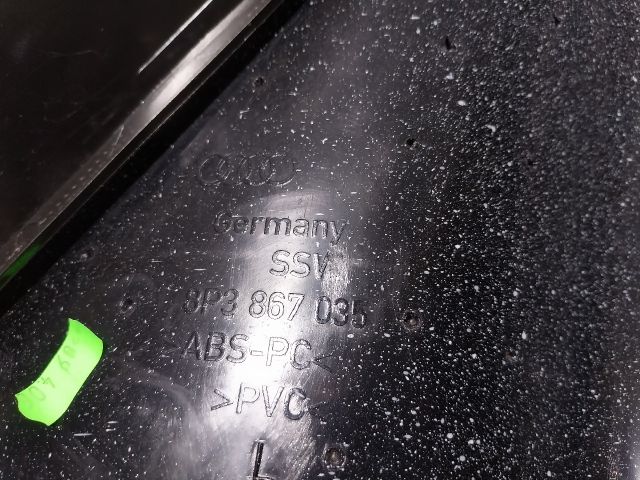 Germany
SSV
8P3 867 035
>ABS-PC<
>PVC<
L